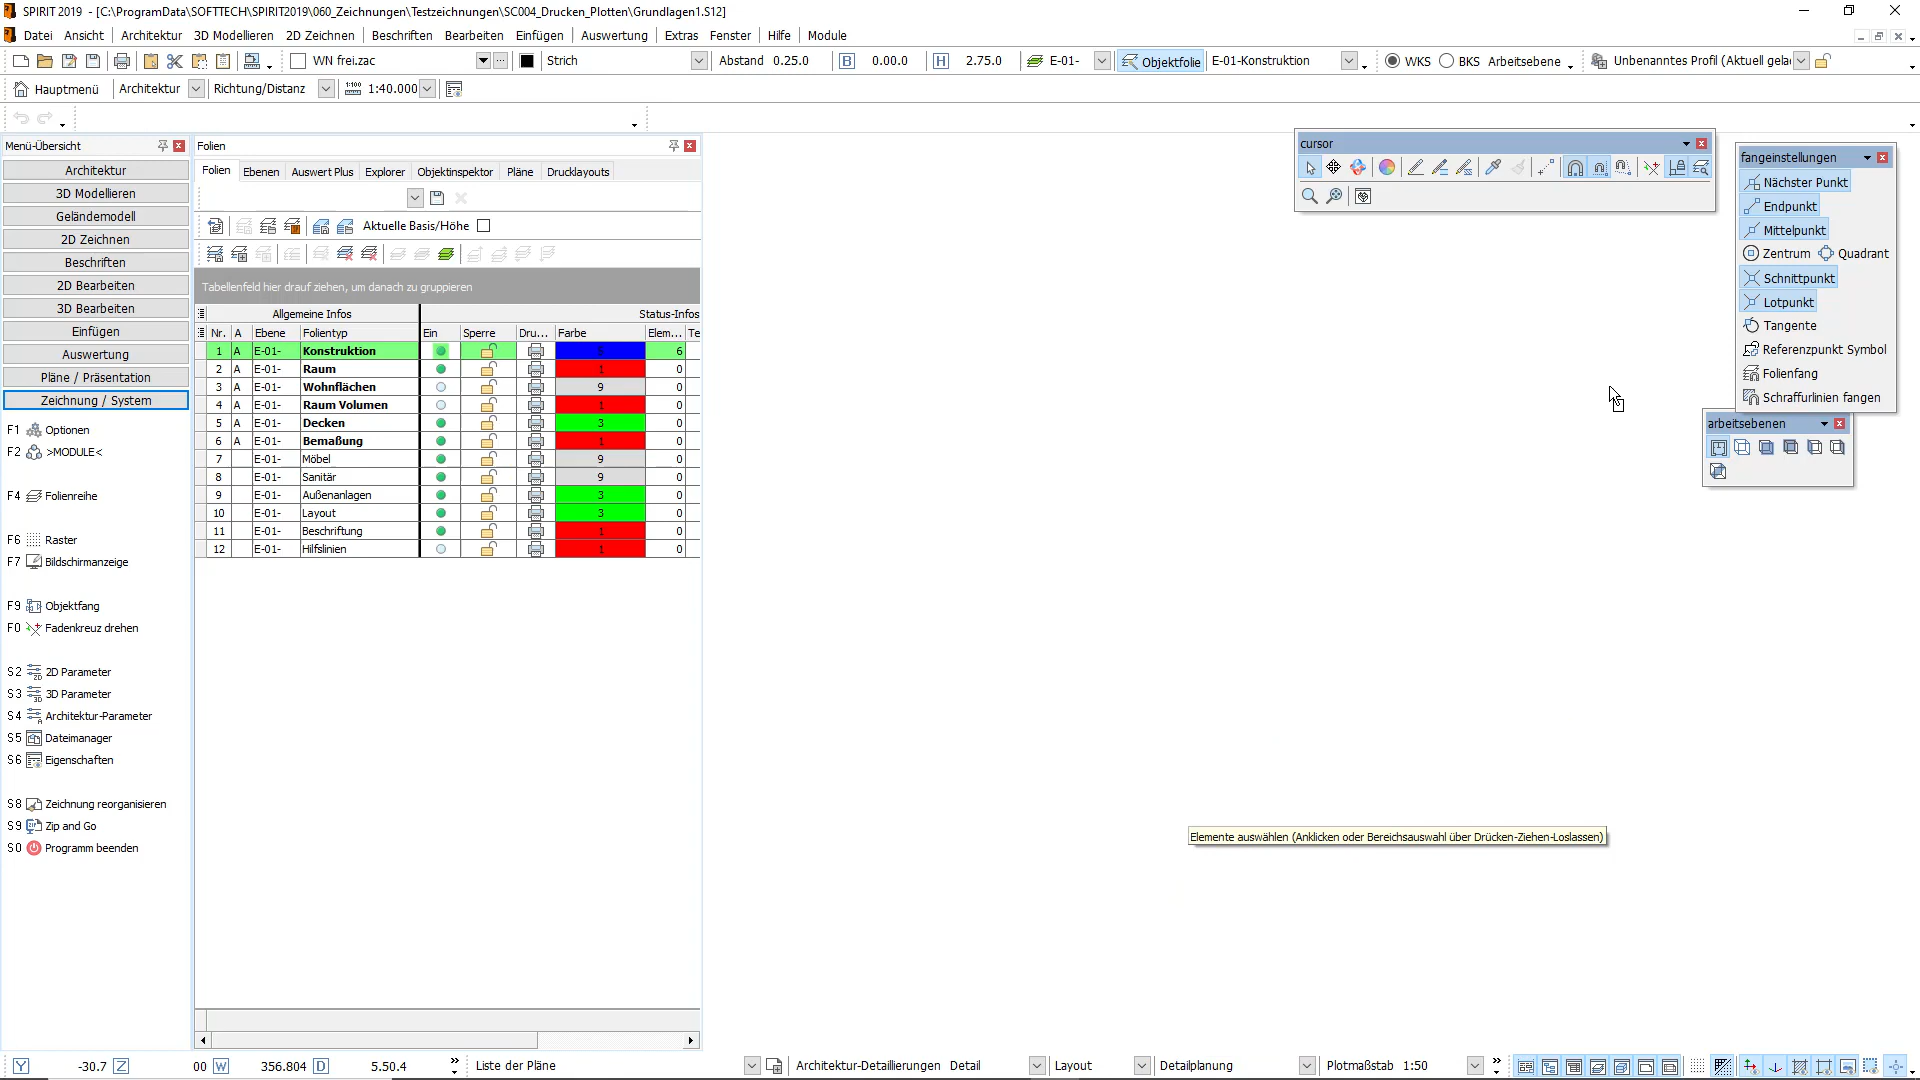 SPIRIT 2019 - [C:\ProgramData\SOFTTECH\SPIRIT2019\060_Zeichnungen\Testzeichnungen\SC004_Drucken_Plotten\Grundlagen1.S12]
Datei Ansicht Architektur 3D Modellieren 2D Zeichnen Beschriften Bearbeiten Einfügen Auswertung Extras Fenster Hilfe Module
WN frei.zac Strich Abstand 0.25.0 B 0.00.0 H 2.75.0 E-01- Objektfolie E-01-Konstruktion WKS BKS Arbeitsebene Unbenanntes Profil (Aktuell gela
Hauptmenü Architektur Richtung/Distanz 1:100 1:40.000
Menü-Übersicht
Architektur
3D Modellieren
Geländemodell
2D Zeichnen
Beschriften
2D Bearbeiten
3D Bearbeiten
Einfügen
Auswertung
Pläne / Präsentation
Zeichnung / System
F1 Optionen
F2 >MODULE<
F4 Folienreihe
F6 Raster
F7 Bildschirmanzeige
F9 Objektfang
F0 Fadenkreuz drehen
S2 2D Parameter
S3 3D Parameter
S4 Architektur-Parameter
S5 Dateimanager
S6 Eigenschaften
S8 Zeichnung reorganisieren
S9 Zip and Go
S0 Programm beenden
Folien
Folien Ebenen Auswert Plus Explorer Objektinspektor Pläne Drucklayouts
Aktuelle Basis/Höhe
Tabellenfeld hier drauf ziehen, um danach zu gruppieren
Allgemeine Infos Status-Infos
Nr. A Ebene Folientyp Ein Sperre Dru... Farbe Elem... Te
1 A E-01- Konstruktion 6
2 A E-01- Raum 1 0
3 A E-01- Wohnflächen 9 0
4 A E-01- Raum Volumen 1 0
5 A E-01- Decken 3 0
6 A E-01- Bemaßung 1 0
7 E-01- Möbel 9 0
8 E-01- Sanitär 9 0
9 E-01- Außenanlagen 3 0
10 E-01- Layout 3 0
11 E-01- Beschriftung 1 0
12 E-01- Hilfslinien 1 0
cursor
fangeinstellungen
Nächster Punkt
Endpunkt
Mittelpunkt
Zentrum Quadrant
Schnittpunkt
Lotpunkt
Tangente
Referenzpunkt Symbol
Folienfang
Schraffurlinien fangen
arbeitsebenen
Elemente auswählen (Anklicken oder Bereichsauswahl über Drücken-Ziehen-Loslassen)
Y -30.7 Z 00 W 356.804 D 5.50.4 Liste der Pläne Architektur-Detaillierungen Detail Layout Detailplanung Plotmaßstab 1:50